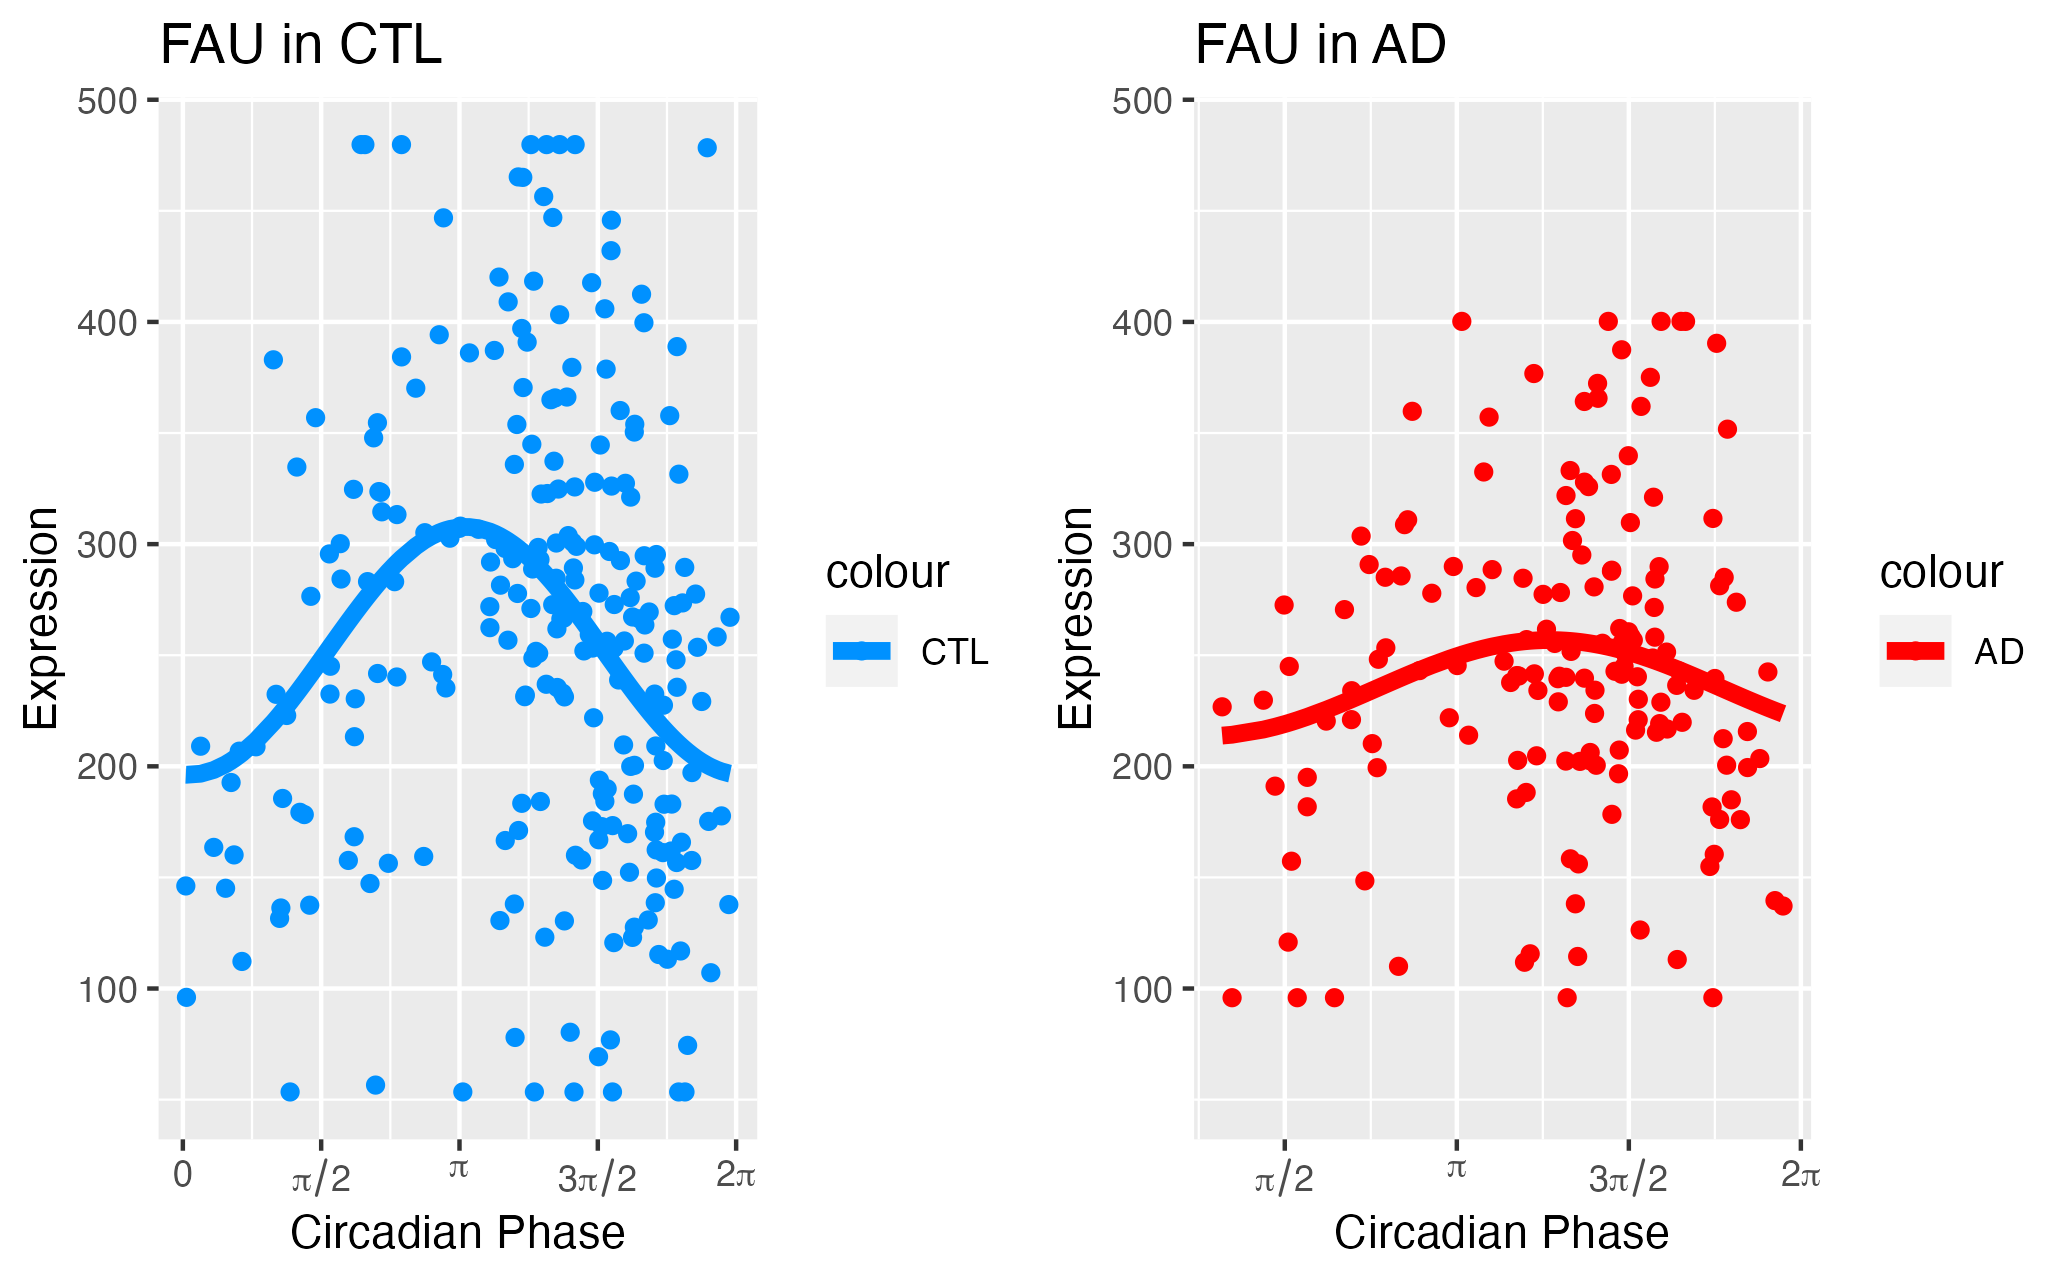 FAU in CTL
500
400
300
200
100
Expression
0
π/2
π
3π/2
2π
Circadian Phase
colour
CTL
FAU in AD
500
400
300
200
100
Expression
π/2
π
3π/2
2π
Circadian Phase
colour
AD